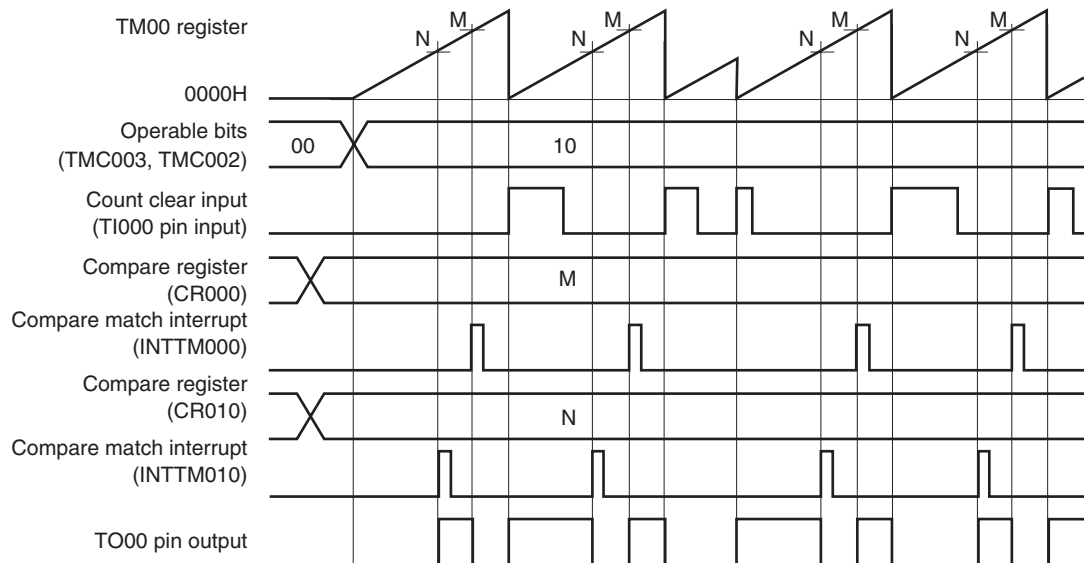 TM00 register
M
M
M
M
N
N
N
N
0000H
Operable bits
(TMC003, TMC002)
00
10
Count clear input
(TI000 pin input)
Compare register
(CR000)
M
Compare match interrupt
(INTTM000)
Compare register
(CR010)
N
Compare match interrupt
(INTTM010)
TO00 pin output